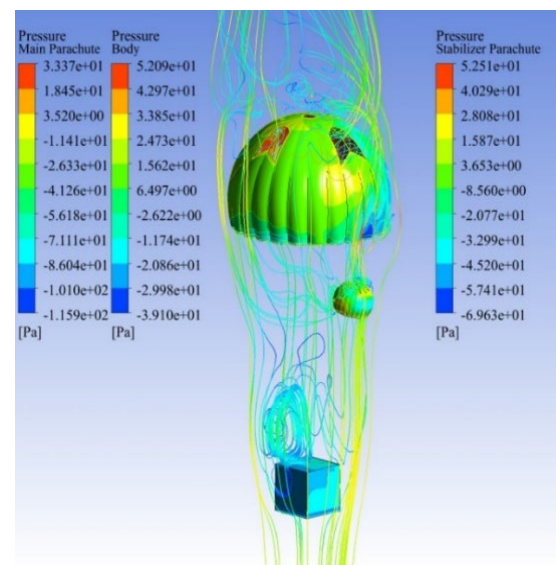 Pressure
Main Parachute
3.337e+01
1.845e+01
3.520e+00
-1.141e+01
-2.633e+01
-4.126e+01
-5.618e+01
-7.111e+01
-8.604e+01
-1.010e+02
-1.159e+02
[Pa]
Pressure
Body
5.209e+01
4.297e+01
3.385e+01
2.473e+01
1.562e+01
6.497e+00
-2.622e+00
-1.174e+01
-2.086e+01
-2.998e+01
-3.910e+01
[Pa]
Pressure
Stabilizer Parachute
5.251e+01
4.029e+01
2.808e+01
1.587e+01
3.653e+00
-8.560e+00
-2.077e+01
-3.299e+01
-4.520e+01
-5.741e+01
-6.963e+01
[Pa]